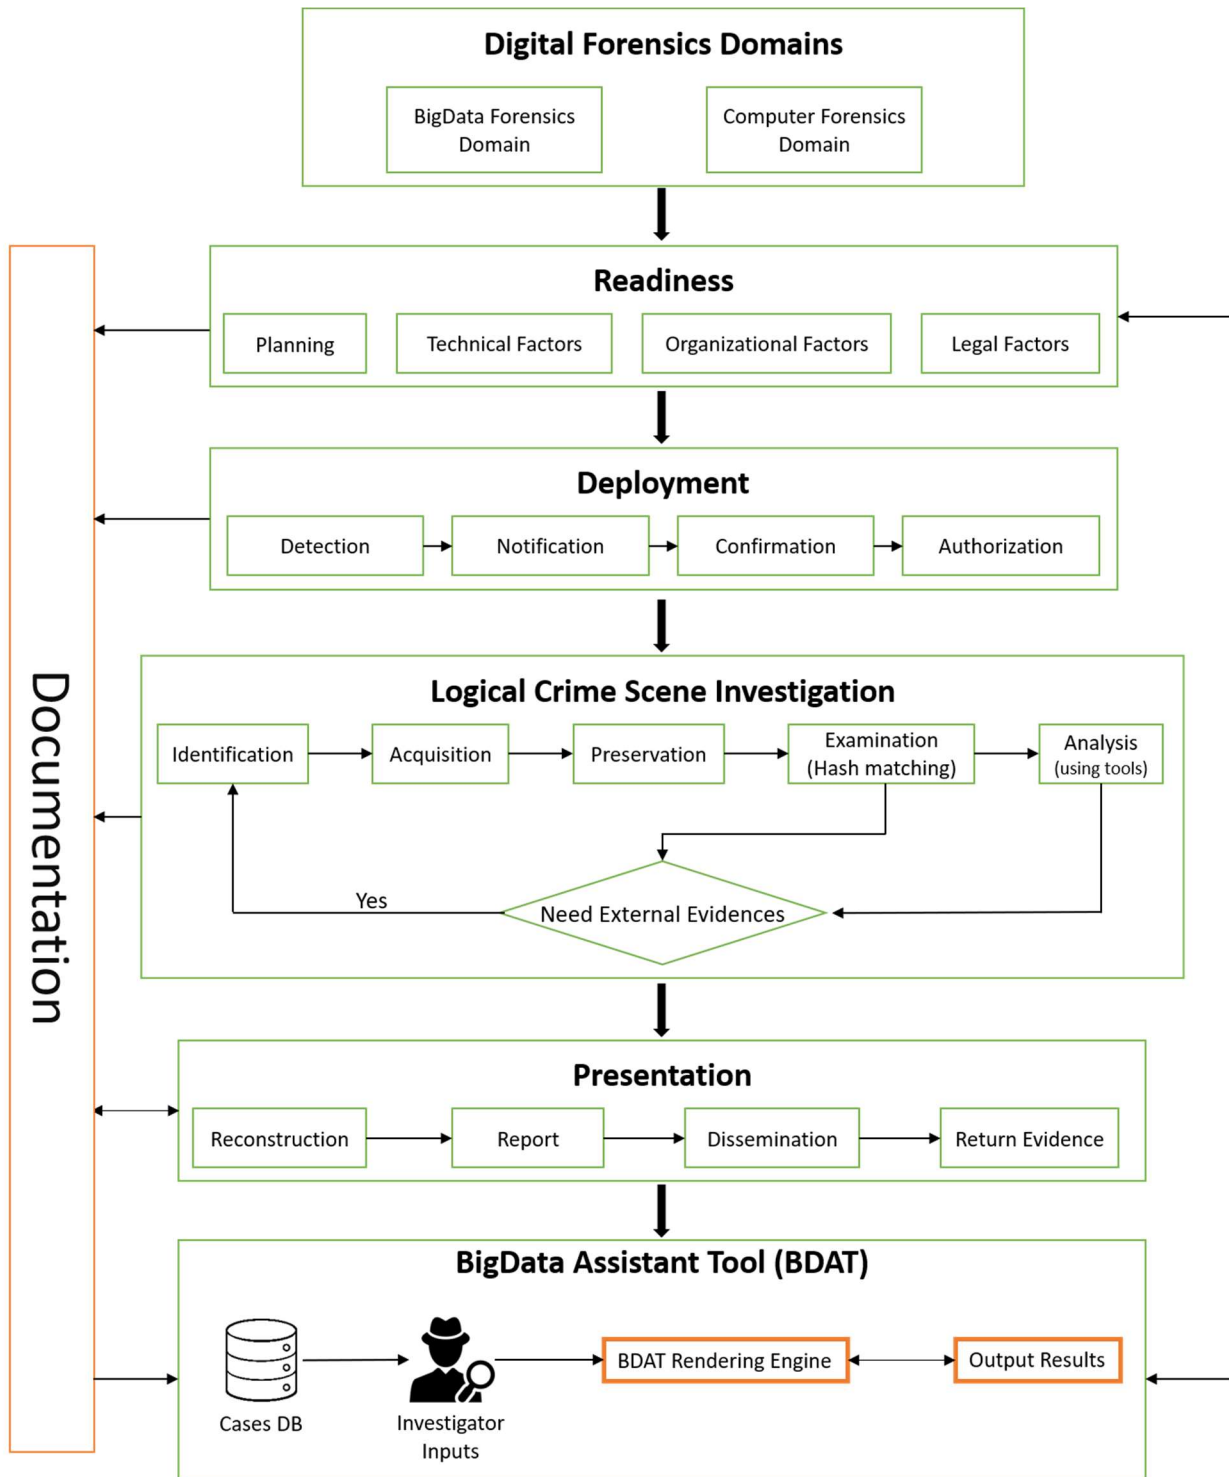 Digital Forensics Domains
BigData Forensics
Domain
Computer Forensics
Domain
Readiness
Planning
Technical Factors
Organizational Factors
Legal Factors
Deployment
Detection
Notification
Confirmation
Authorization
Documentation
Logical Crime Scene Investigation
Identification
Acquisition
Preservation
Examination
(Hash matching)
Analysis
(using tools)
Yes
Need External Evidences
Presentation
Reconstruction
Report
Dissemination
Return Evidence
BigData Assistant Tool (BDAT)
Cases DB
Investigator
Inputs
BDAT Rendering Engine
Output Results